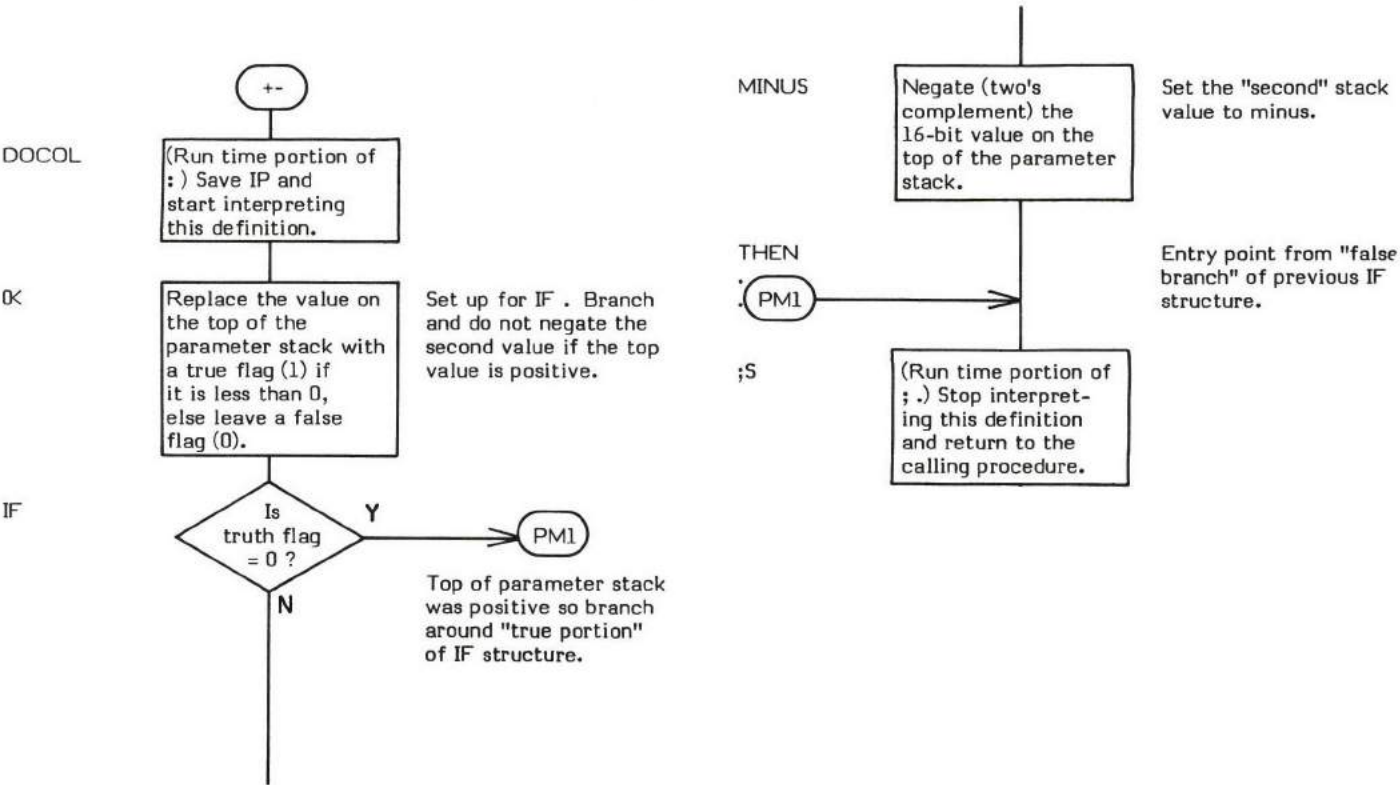 +-
DOCOL
(Run time portion of
: ) Save IP and
start interpreting
this definition.
0<
Replace the value on
the top of the
parameter stack with
a true flag (1) if
it is less than 0,
else leave a false
flag (0).
Set up for IF . Branch
and do not negate the
second value if the top
value is positive.
IF
Is
truth flag
= 0 ?
Y
PM1
N
Top of parameter stack
was positive so branch
around "true portion"
of IF structure.
MINUS
Negate (two's
complement) the
16-bit value on the
top of the parameter
stack.
Set the "second" stack
value to minus.
THEN
:
PM1
Entry point from "false
branch" of previous IF
structure.
;S
(Run time portion of
; .) Stop interpret-
ing this definition
and return to the
calling procedure.